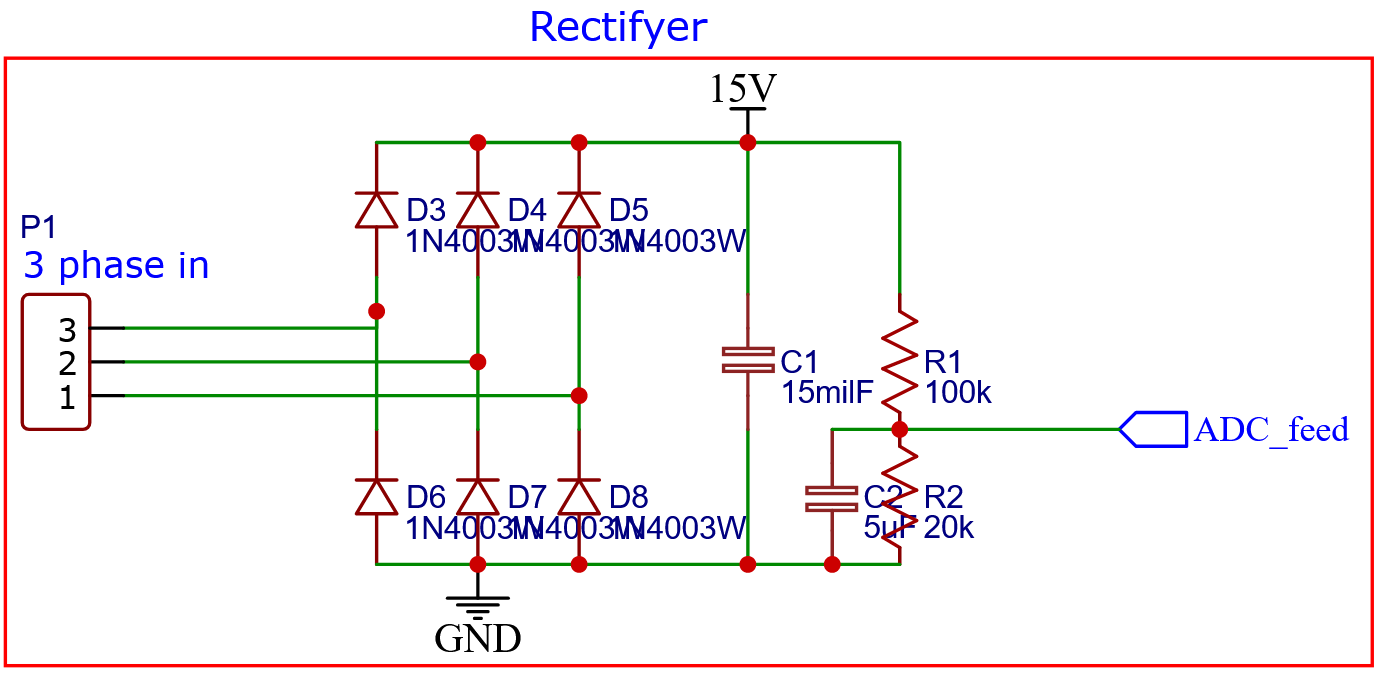 Rectifyer
15V
P1
3 phase in
D3
1N4003W
D4
1N4003W
D5
1N4003W
3
2
1
C1
15milF
R1
100k
ADC_feed
D6
1N4003W
D7
1N4003W
D8
1N4003W
C2
5uF
R2
20k
GND